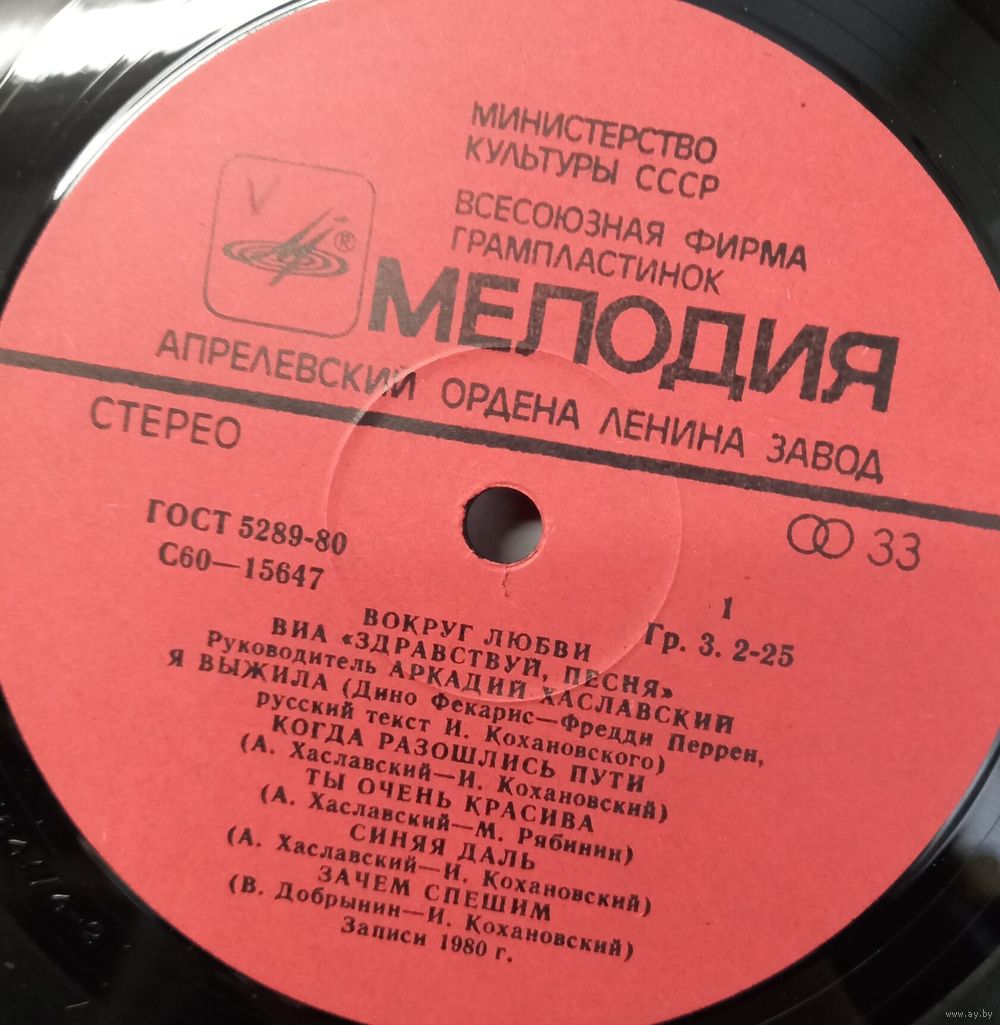 МИНИСТЕРСТВО
КУЛЬТУРЫ СССР
ВСЕСОЮЗНАЯ ФИРМА
ГРАМПЛАСТИНОК
®
МЕЛОДИЯ
АПРЕЛЕВСКИЙ ОРДЕНА ЛЕНИНА ЗАВОД
СТЕРЕО
33
ГОСТ 5289-80
С60—15647
1
Гр. 3. 2-25
ВОКРУГ ЛЮБВИ
ВИА «ЗДРАВСТВУЙ, ПЕСНЯ»
Руководитель АРКАДИЙ ХАСЛАВСКИЙ
Я ВЫЖИЛА (Дино Фекарис—Фредди Перрен,
русский текст И. Кохановского)
КОГДА РАЗОШЛИСЬ ПУТИ
(А. Хаславский—И. Кохановский)
ТЫ ОЧЕНЬ КРАСИВА
(А. Хаславский—М. Рябинин)
СИНЯЯ ДАЛЬ
(А. Хаславский—И. Кохановский)
ЗАЧЕМ СПЕШИМ
(В. Добрынин—И. Кохановский)
Записи 1980 г.
www.ay.by